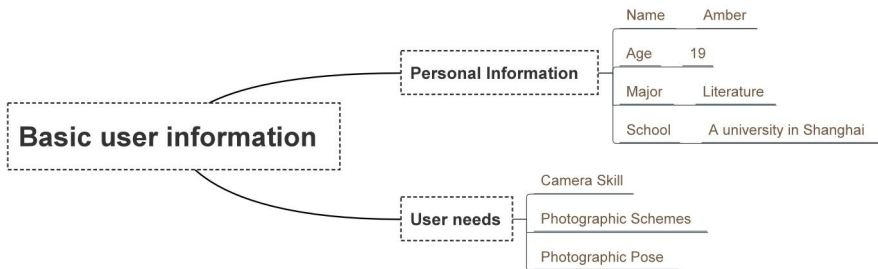 Basic user information
Personal Information
Name Amber
Age 19
Major Literature
School A university in Shanghai
User needs
Camera Skill
Photographic Schemes
Photographic Pose